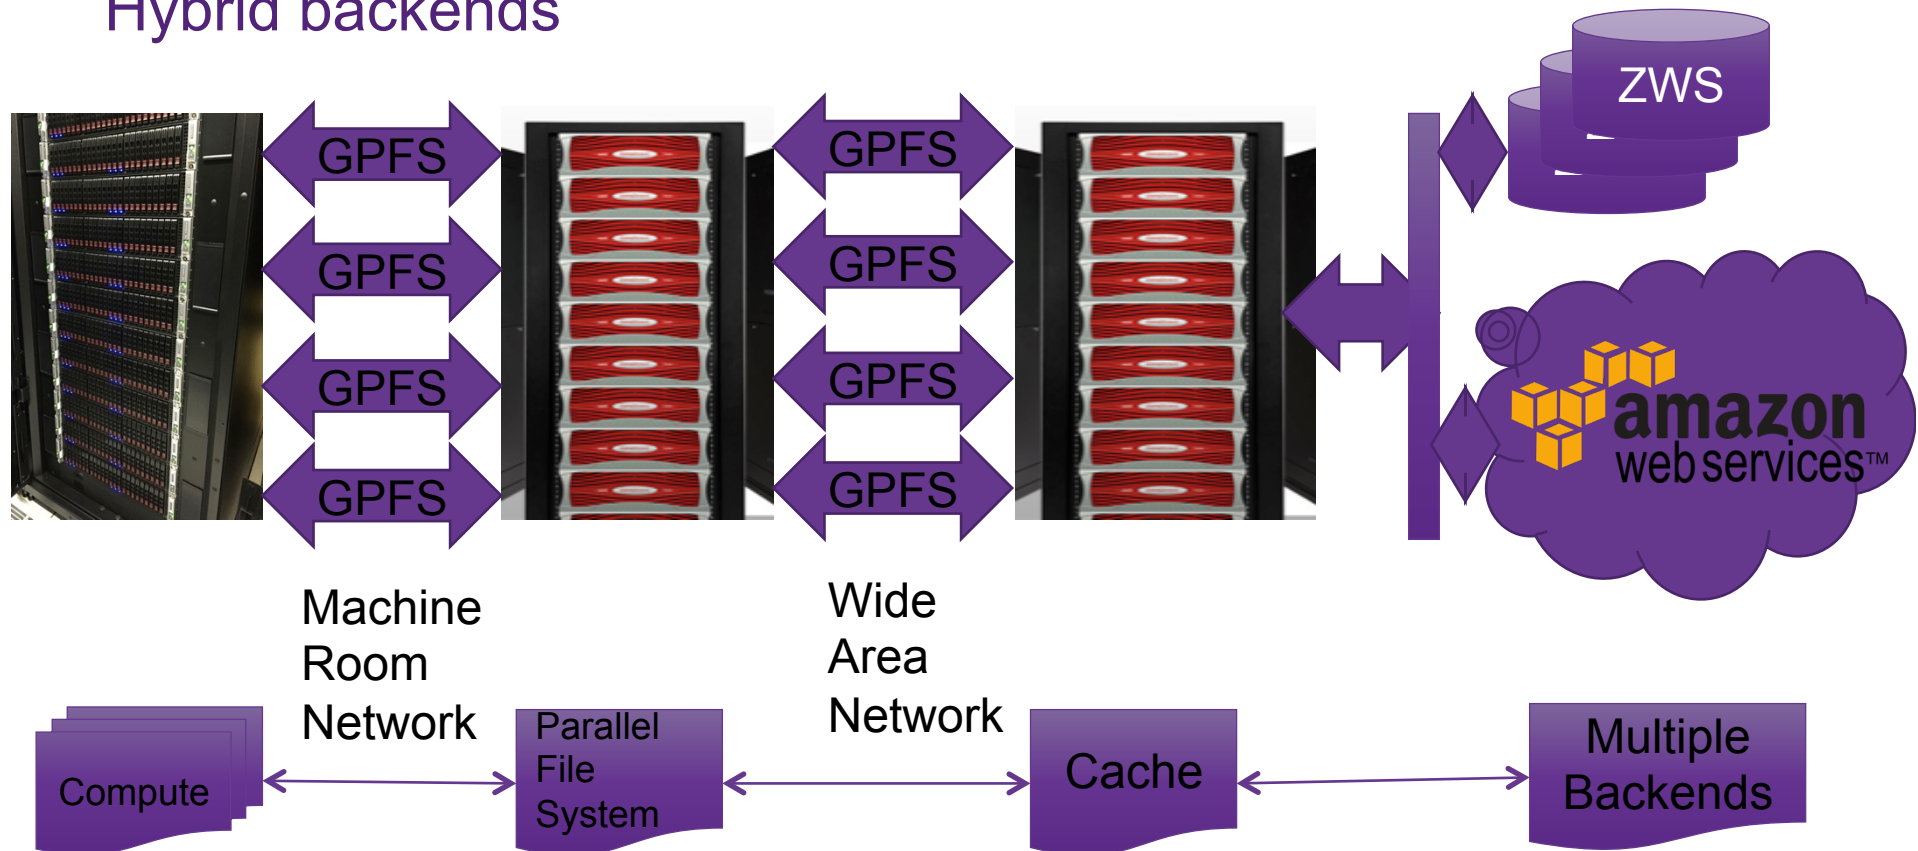 Hybrid backends
GPFS
GPFS
GPFS
GPFS
GPFS
GPFS
GPFS
GPFS
ZWS
amazon
web services™
Machine
Room
Network
Wide
Area
Network
Compute
Parallel
File
System
Cache
Multiple
Backends